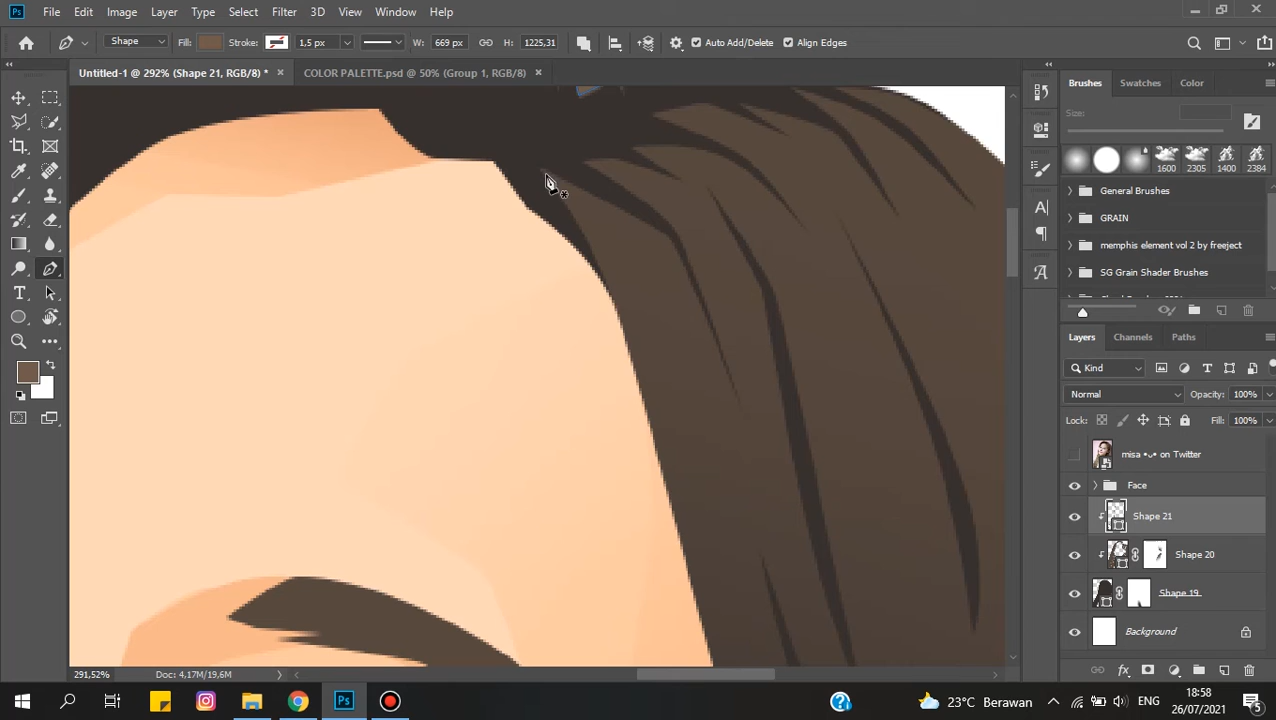 Ps File Edit Image Layer Type Select Filter 3D View Window Help
Shape Fill: Stroke: 1,5 px W: 669 px H: 1225,31 Auto Add/Delete Align Edges
Untitled-1 @ 292% (Shape 21, RGB/8) * × COLOR PALETTE.psd @ 50% (Group 1, RGB/8) ×
Brushes Swatches Color
Size:
1600 2305 2131 2384
General Brushes
GRAIN
memphis element vol 2 by freeject
SG Grain Shader Brushes
Layers Channels Paths
Kind
Normal Opacity: 100%
Lock: Fill: 100%
misa •ᴗ• on Twitter
Face
Shape 21
Shape 20
Shape 19
Background
291,52% Doc: 4,17M/19,6M
23°C Berawan ENG 18:58
26/07/2021 5